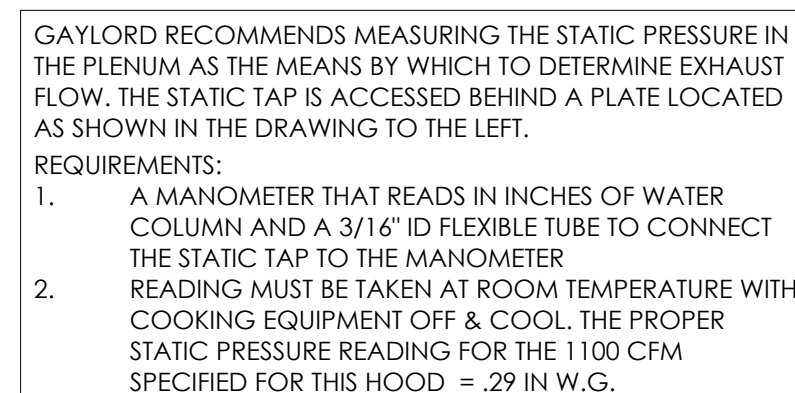 GAYLORD RECOMMENDS MEASURING THE STATIC PRESSURE IN
THE PLENUM AS THE MEANS BY WHICH TO DETERMINE EXHAUST
FLOW. THE STATIC TAP IS ACCESSED BEHIND A PLATE LOCATED
AS SHOWN IN THE DRAWING TO THE LEFT.
REQUIREMENTS:
1. A MANOMETER THAT READS IN INCHES OF WATER
COLUMN AND A 3/16" ID FLEXIBLE TUBE TO CONNECT
THE STATIC TAP TO THE MANOMETER
2. READING MUST BE TAKEN AT ROOM TEMPERATURE WITH
COOKING EQUIPMENT OFF & COOL. THE PROPER
STATIC PRESSURE READING FOR THE 1100 CFM
SPECIFIED FOR THIS HOOD = .29 IN W.G.